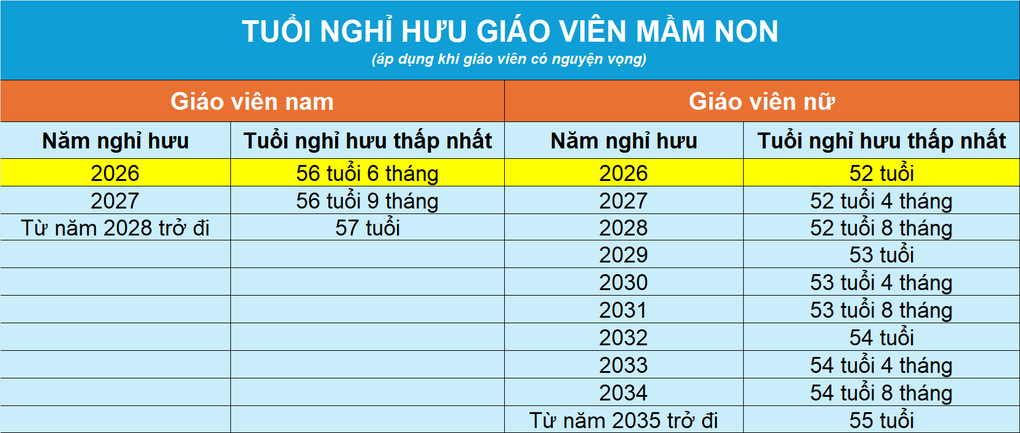 TUỔI NGHỈ HƯU GIÁO VIÊN MẦM NON
(áp dụng khi giáo viên có nguyện vọng)
Giáo viên nam Giáo viên nữ
Năm nghỉ hưu Tuổi nghỉ hưu thấp nhất Năm nghỉ hưu Tuổi nghỉ hưu thấp nhất
2026 56 tuổi 6 tháng 2026 52 tuổi
2027 56 tuổi 9 tháng 2027 52 tuổi 4 tháng
Từ năm 2028 trở đi 57 tuổi 2028 52 tuổi 8 tháng
2029 53 tuổi
2030 53 tuổi 4 tháng
2031 53 tuổi 8 tháng
2032 54 tuổi
2033 54 tuổi 4 tháng
2034 54 tuổi 8 tháng
Từ năm 2035 trở đi 55 tuổi